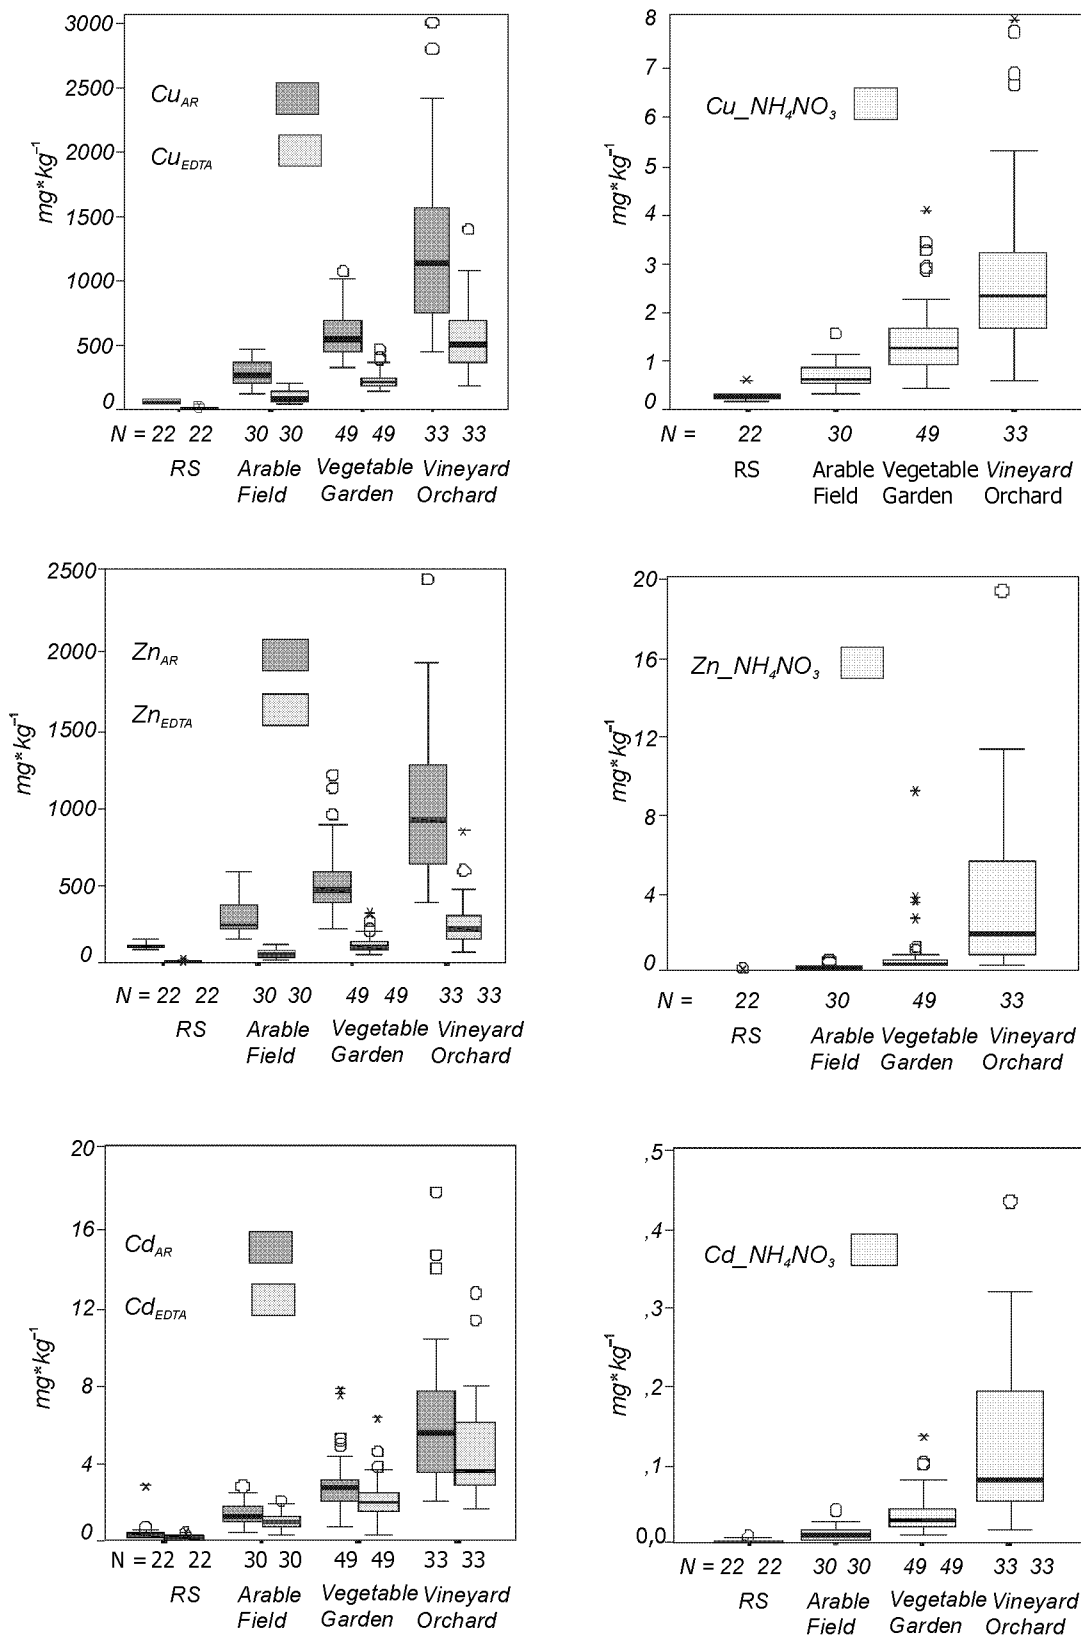 3000
2500
2000
1500
1000
500
0
mg*kg⁻¹
Cu_AR
Cu_EDTA
N = 22 22 30 30 49 49 33 33
RS Arable Vegetable Vineyard
Field Garden Orchard
8
7
6
5
4
3
2
1
0
mg*kg⁻¹
Cu_NH₄NO₃
N = 22 30 49 33
RS Arable Vegetable Vineyard
Field Garden Orchard
2500
2000
1500
1000
500
0
mg*kg⁻¹
Zn_AR
Zn_EDTA
N = 22 22 30 30 49 49 33 33
RS Arable Vegetable Vineyard
Field Garden Orchard
20
16
12
8
4
0
mg*kg⁻¹
Zn_NH₄NO₃
N = 22 30 49 33
RS Arable Vegetable Vineyard
Field Garden Orchard
20
16
12
8
4
0
mg*kg⁻¹
Cd_AR
Cd_EDTA
N = 22 22 30 30 49 49 33 33
RS Arable Vegetable Vineyard
Field Garden Orchard
,5
,4
,3
,2
,1
0,0
mg*kg⁻¹
Cd_NH₄NO₃
N = 22 22 30 30 49 49 33 33
RS Arable Vegetable Vineyard
Field Garden Orchard